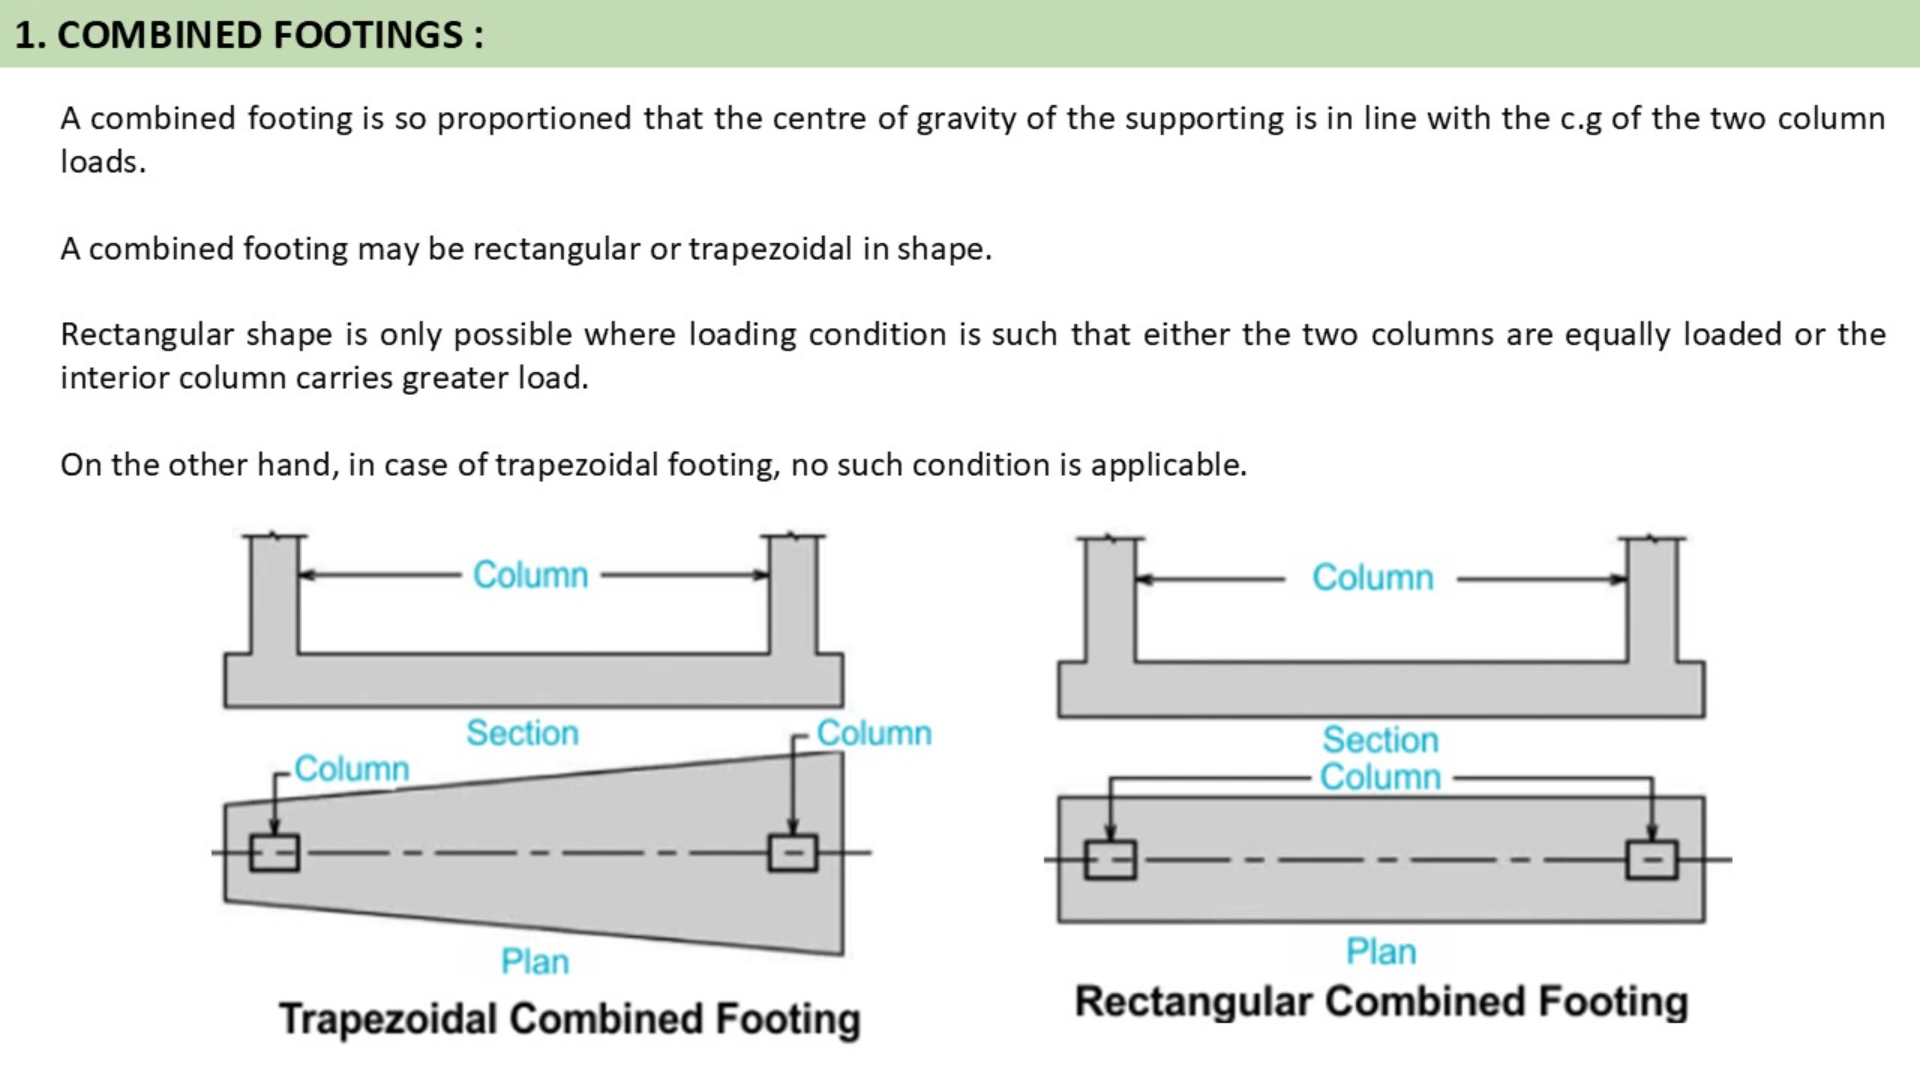 1. COMBINED FOOTINGS :
A combined footing is so proportioned that the centre of gravity of the supporting is in line with the c.g of the two column
loads.
A combined footing may be rectangular or trapezoidal in shape.
Rectangular shape is only possible where loading condition is such that either the two columns are equally loaded or the
interior column carries greater load.
On the other hand, in case of trapezoidal footing, no such condition is applicable.
Column
Section
Column
Column
Plan
Trapezoidal Combined Footing
Column
Section
Column
Plan
Rectangular Combined Footing